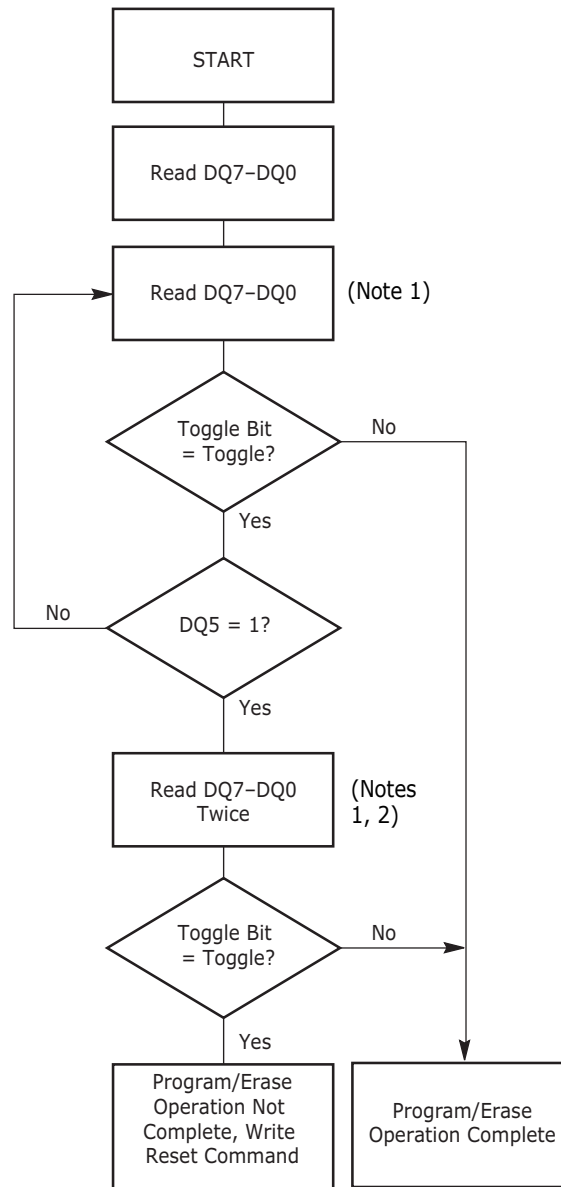 START
Read DQ7–DQ0
Read DQ7–DQ0
(Note 1)
Toggle Bit
= Toggle?
No
Yes
DQ5 = 1?
No
Yes
Read DQ7–DQ0
Twice
(Notes
1, 2)
Toggle Bit
= Toggle?
No
Yes
Program/Erase
Operation Not
Complete, Write
Reset Command
Program/Erase
Operation Complete